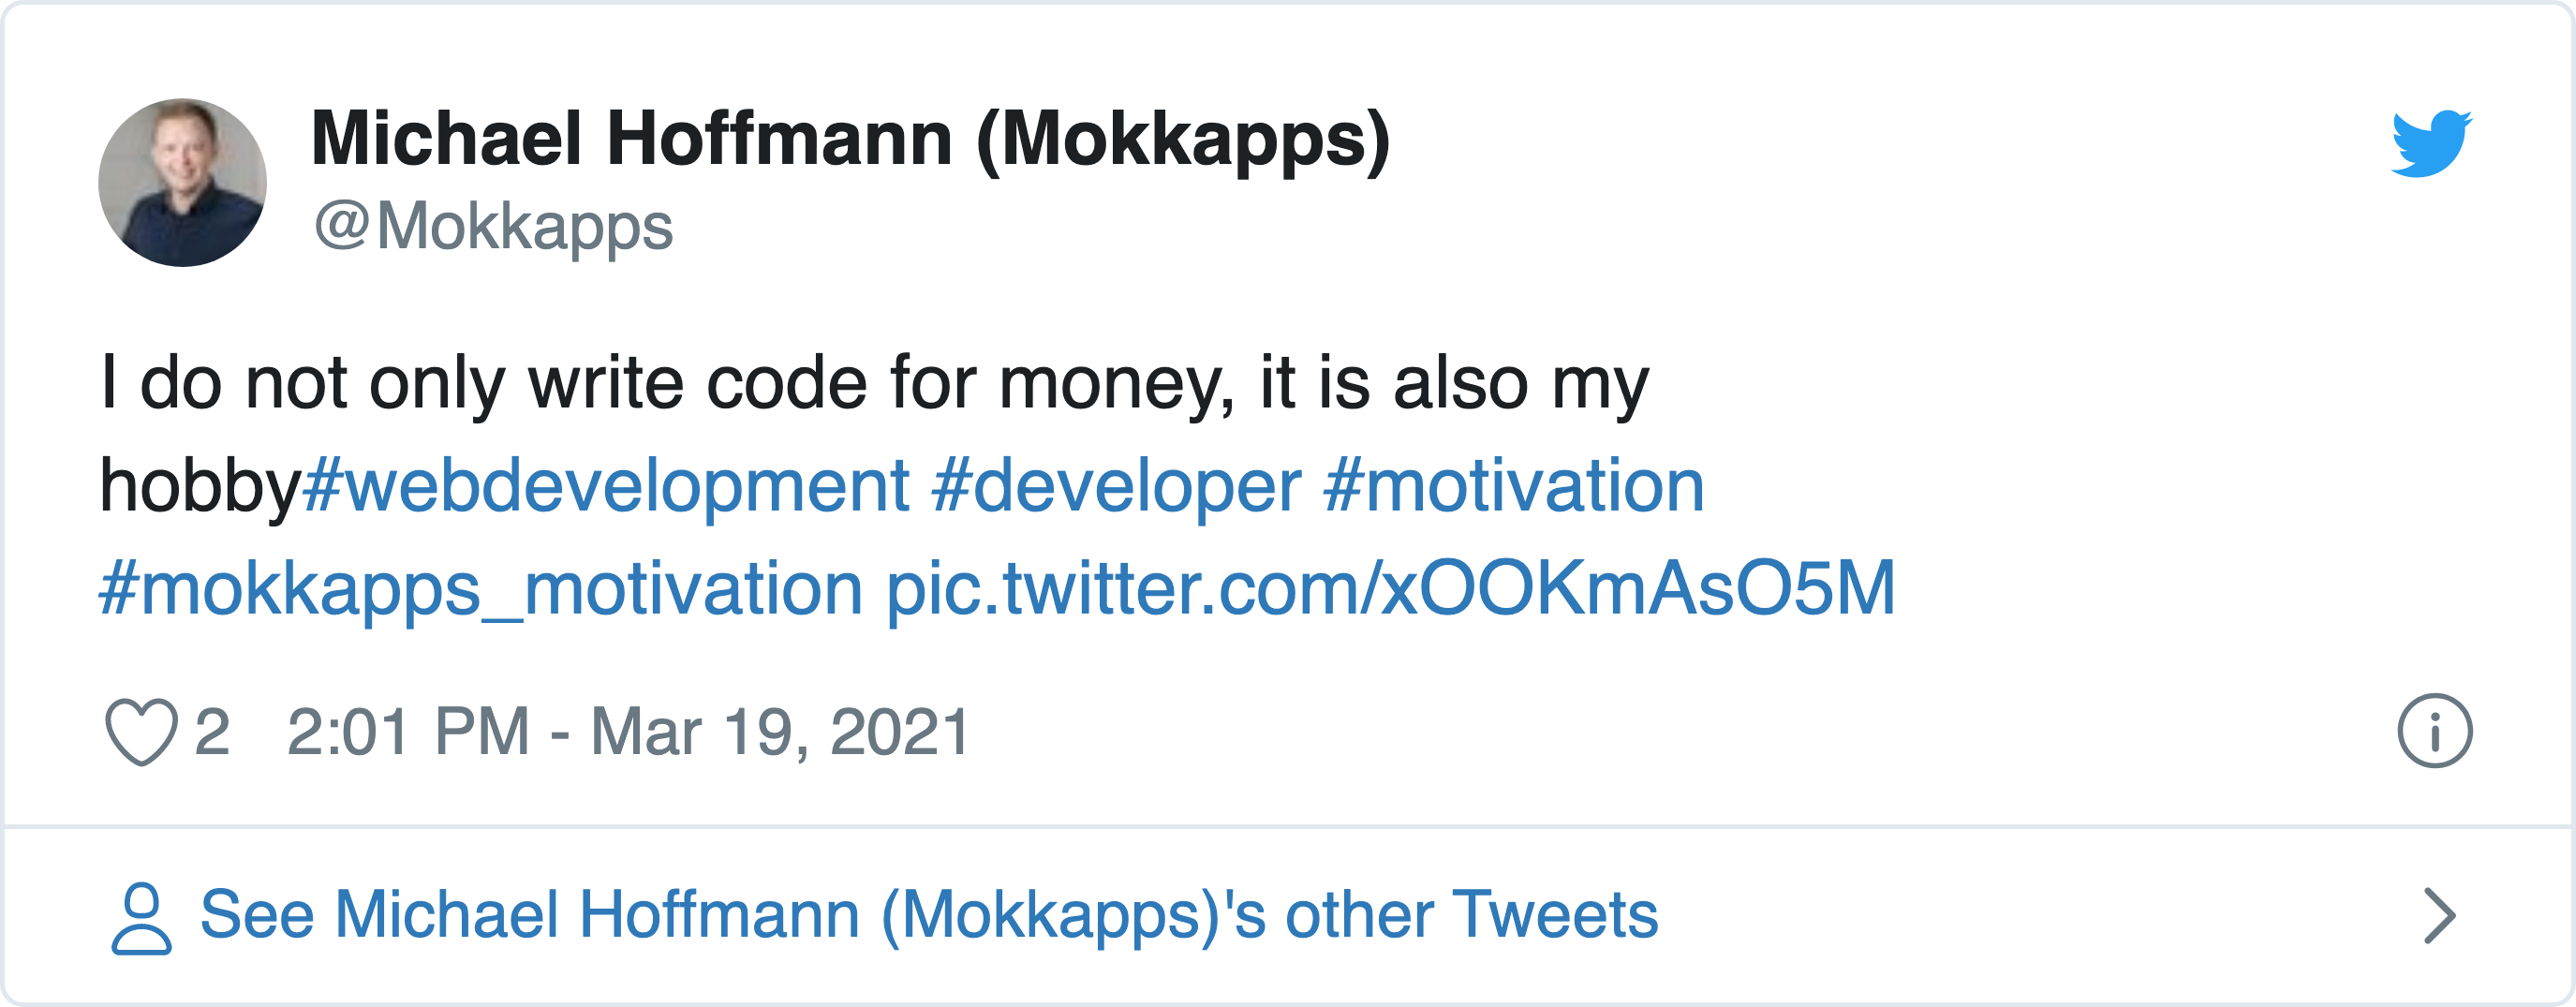 Michael Hoffmann (Mokkapps)
@Mokkapps
I do not only write code for money, it is also my
hobby#webdevelopment #developer #motivation
#mokkapps_motivation pic.twitter.com/xOOKmAsO5M
2 2:01 PM - Mar 19, 2021
See Michael Hoffmann (Mokkapps)'s other Tweets